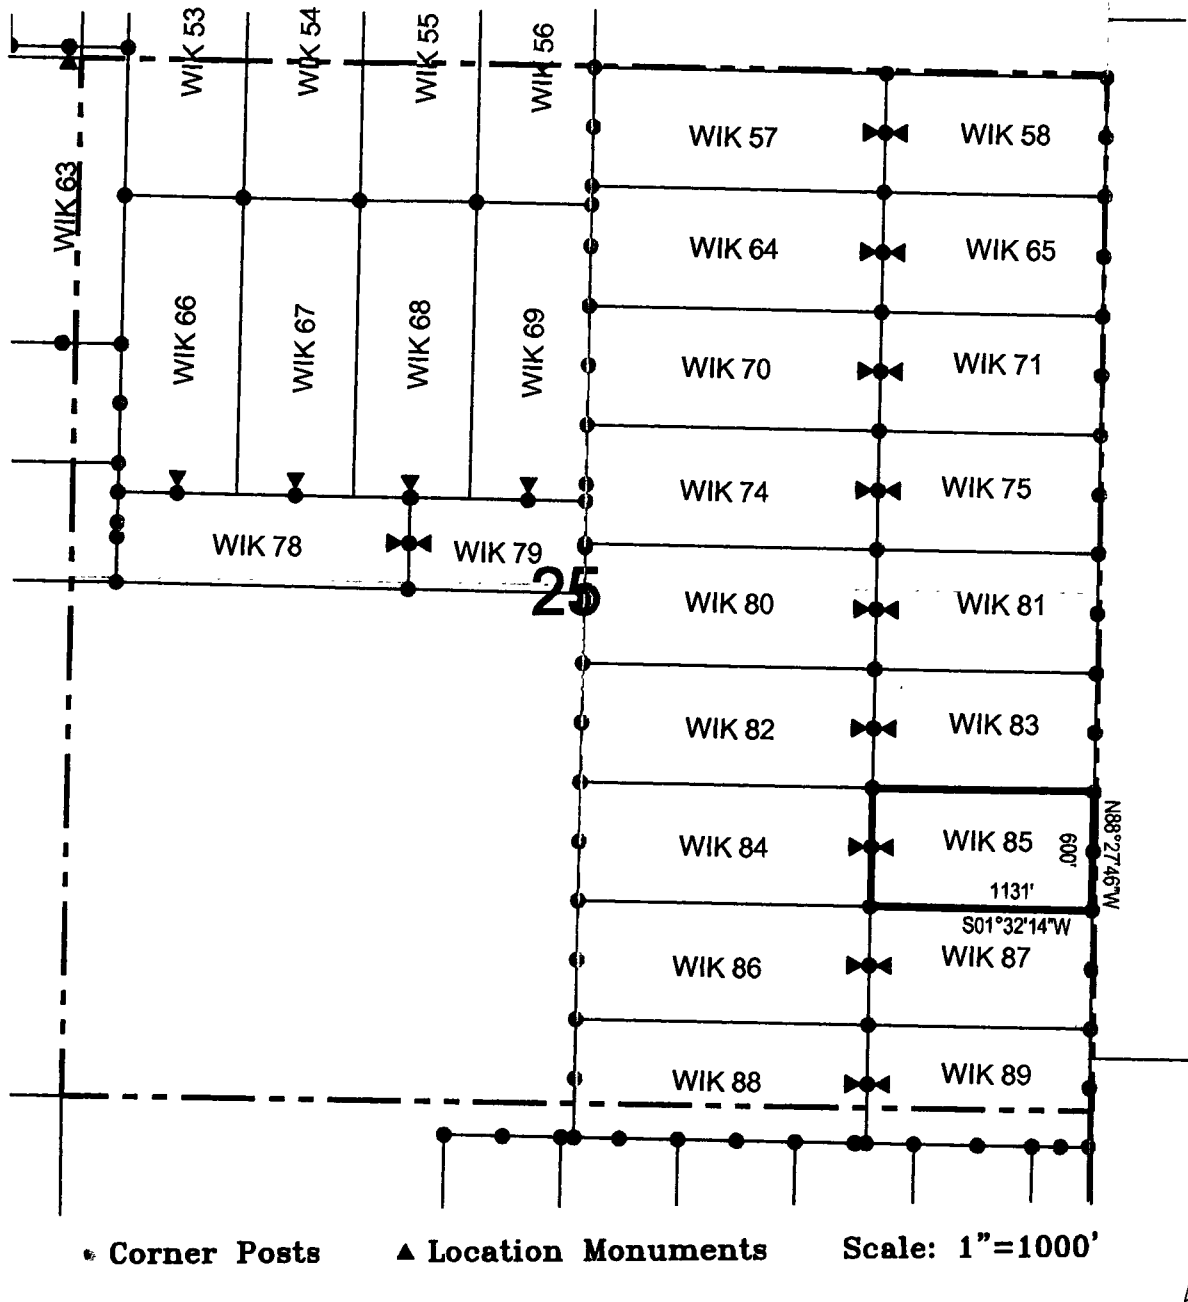 WIK 53
WIK 54
WIK 55
WIK 56
WIK 57
WIK 58
WIK 63
WIK 64
WIK 65
WIK 66
WIK 67
WIK 68
WIK 69
WIK 70
WIK 71
WIK 74
WIK 75
WIK 78
WIK 79
25
WIK 80
WIK 81
WIK 82
WIK 83
WIK 84
WIK 85
600'
N88°27'46"W
1131'
S01°32'14"W
WIK 86
WIK 87
WIK 88
WIK 89
Corner Posts
Location Monuments
Scale: 1"=1000'